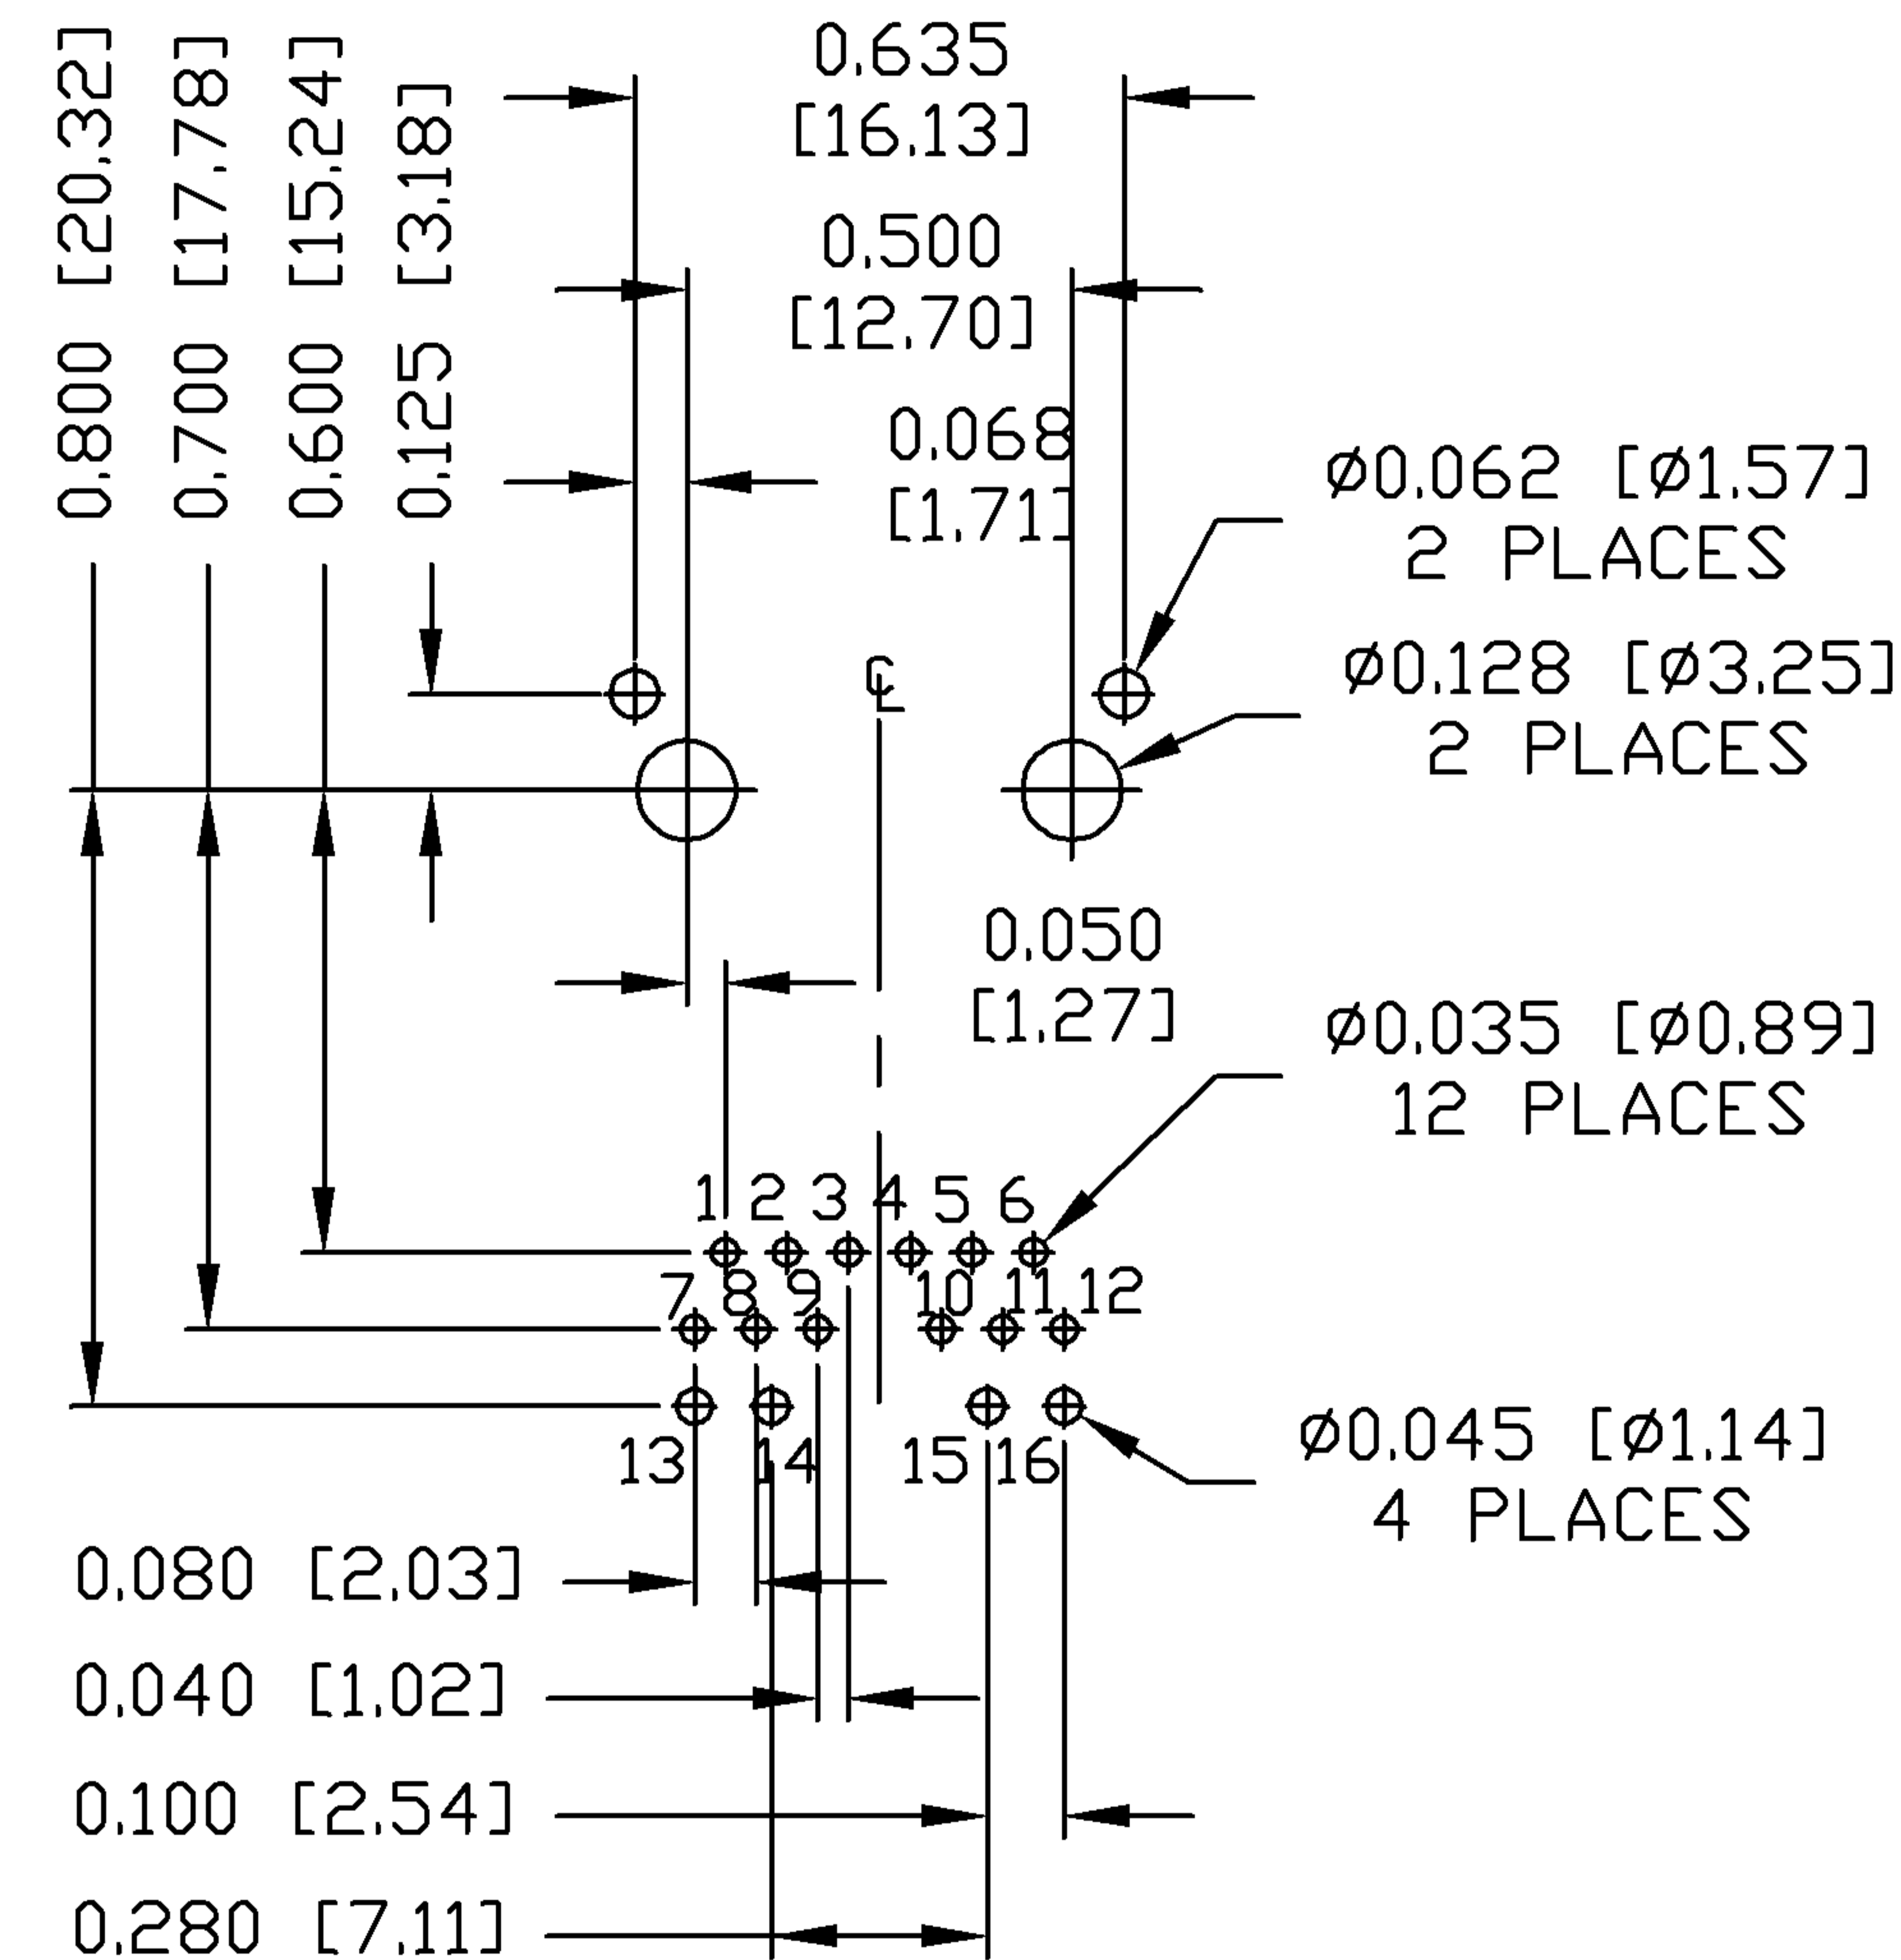 0.800 [20.32]
0.700 [17.78]
0.600 [15.24]
0.125 [3.18]
0.635
[16.13]
0.500
[12.70]
0.068
[1.71]
Ø0.062 [Ø1.57]
2 PLACES
℄
Ø0.128 [Ø3.25]
2 PLACES
0.050
[1.27]
Ø0.035 [Ø0.89]
12 PLACES
1 2 3 4 5 6
7 8 9 10 11 12
13 14 15 16
Ø0.045 [Ø1.14]
4 PLACES
0.080 [2.03]
0.040 [1.02]
0.100 [2.54]
0.280 [7.11]